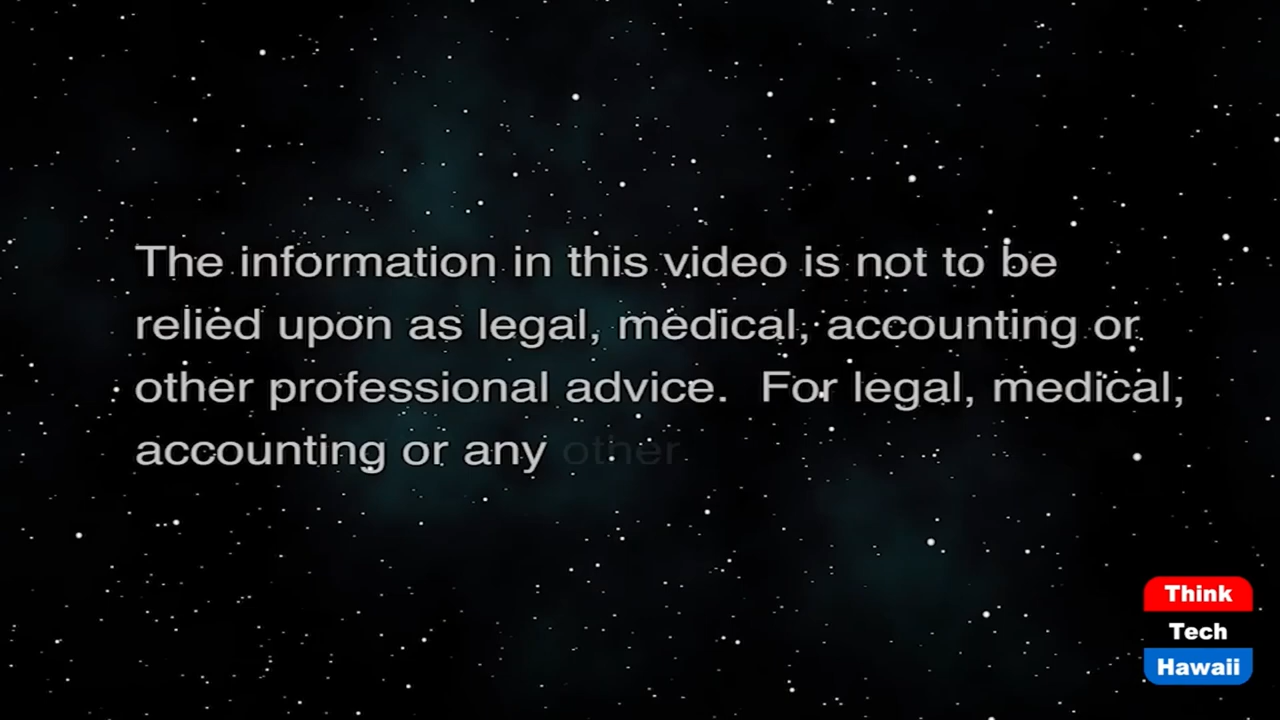 The information in this video is not to be
relied upon as legal, medical, accounting or
other professional advice.  For legal, medical,
accounting or any other
Think
Tech
Hawaii